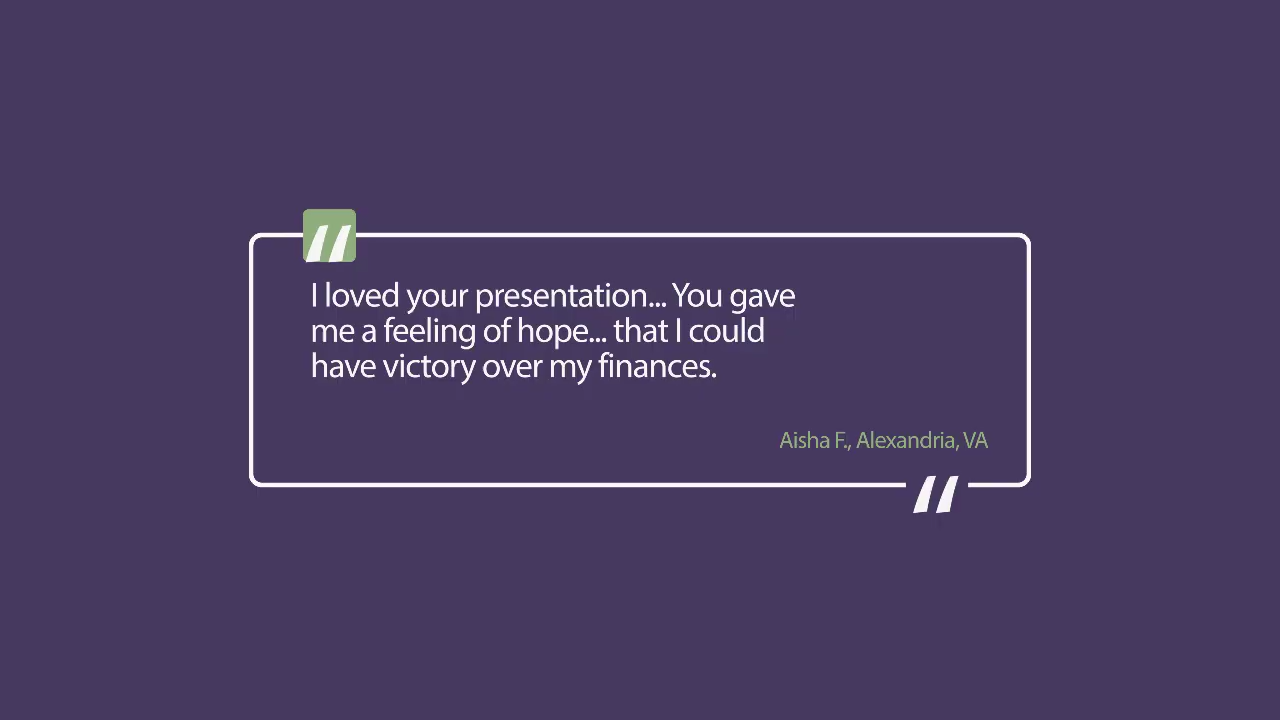 I loved your presentation... You gave
me a feeling of hope... that I could
have victory over my finances.
Aisha F., Alexandria, VA